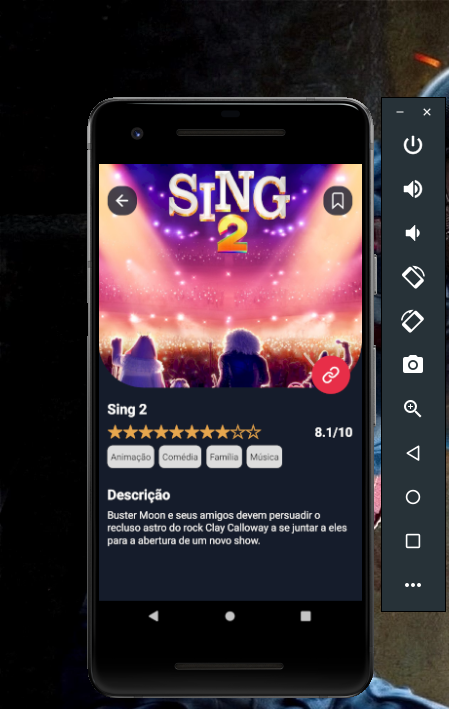 SING
2
Sing 2
8.1/10
Animação Comédia Família Música
Descrição
Buster Moon e seus amigos devem persuadir o
recluso astro do rock Clay Calloway a se juntar a eles
para a abertura de um novo show.